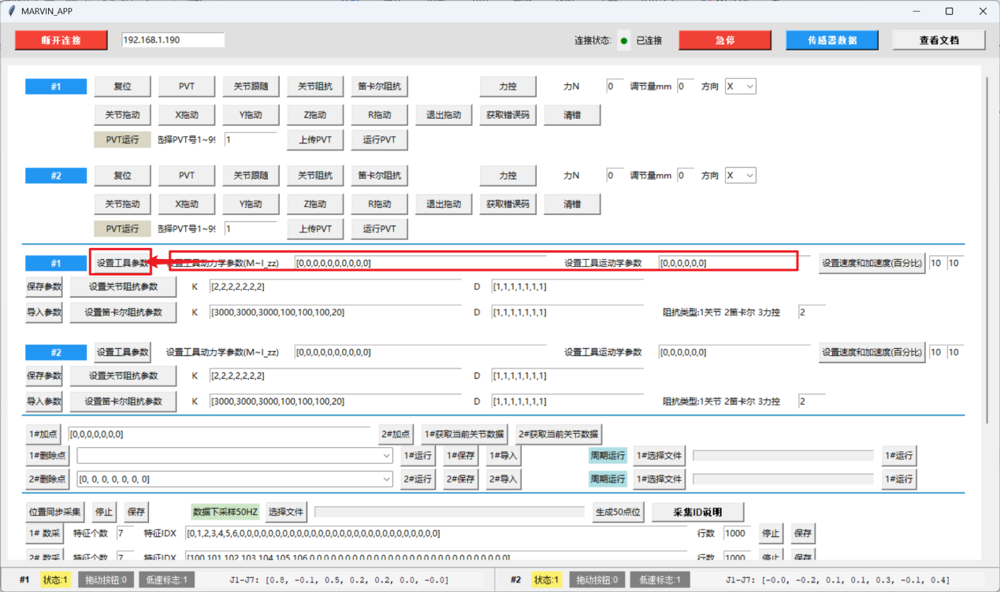 MARVIN_APP
断开连接 192.168.1.190 连接状态: 已连接 急停 传感器数据 查看文档
#1 复位 PVT 关节跟随 关节阻抗 笛卡尔阻抗 力控 力N 0 调节量mm 0 方向 X
关节拖动 X拖动 Y拖动 Z拖动 R拖动 退出拖动 获取错误码 清错
PVT运行 选择PVT号1~99 1 上传PVT 运行PVT
#2 复位 PVT 关节跟随 关节阻抗 笛卡尔阻抗 力控 力N 0 调节量mm 0 方向 X
关节拖动 X拖动 Y拖动 Z拖动 R拖动 退出拖动 获取错误码 清错
PVT运行 选择PVT号1~99 1 上传PVT 运行PVT
#1 设置工具参数 设置工具动力学参数(M~I_zz) [0,0,0,0,0,0,0,0,0,0] 设置工具运动学参数 [0,0,0,0,0,0] 设置速度和加速度(百分比) 10 10
保存参数 设置关节阻抗参数 K [2,2,2,2,2,2,2] D [1,1,1,1,1,1,1]
导入参数 设置笛卡尔阻抗参数 K [3000,3000,3000,100,100,100,20] D [1,1,1,1,1,1,1] 阻抗类型:1关节 2笛卡尔 3力控 2
#2 设置工具参数 设置工具动力学参数(M~I_zz) [0,0,0,0,0,0,0,0,0,0] 设置工具运动学参数 [0,0,0,0,0,0] 设置速度和加速度(百分比) 10 10
保存参数 设置关节阻抗参数 K [2,2,2,2,2,2,2] D [1,1,1,1,1,1,1]
导入参数 设置笛卡尔阻抗参数 K [3000,3000,3000,100,100,100,20] D [1,1,1,1,1,1,1] 阻抗类型:1关节 2笛卡尔 3力控 2
1#加点 [0,0,0,0,0,0,0] 2#加点 1#获取当前关节数据 2#获取当前关节数据
1#删除点 1#运行 1#保存 1#导入 周期运行 1#选择文件 1#运行
2#删除点 [0, 0, 0, 0, 0, 0, 0] 2#运行 2#保存 2#导入 周期运行 1#选择文件 1#运行
位置同步采集 停止 保存 数据下采样50HZ 选择文件 生成50点位 采集ID说明
1# 数采 特征个数 7 特征IDX [0,1,2,3,4,5,6,0,0,0,0,0,0,0,0,0,0,0,0,0,0,0,0,0,0,0,0,0,0,0,0,0,0,0,0] 行数 1000 停止 保存
2# 数采 特征个数 7 特征IDX [100,101,102,103,104,105,106,0,0,0,0,0,0,0,0,0,0,0,0,0,0,0,0,0,0,0,0,0,0,0,0,0,0,0,0] 行数 1000 停止 保存
#1 状态:1 拖动按钮:0 低速标志:1 J1-J7: [0.8, -0.1, 0.5, 0.2, 0.2, 0.0, -0.0] #2 状态:1 拖动按钮:0 低速标志:1 J1-J7: [-0.0, -0.2, 0.1, 0.1, 0.3, -0.1, 0.4]